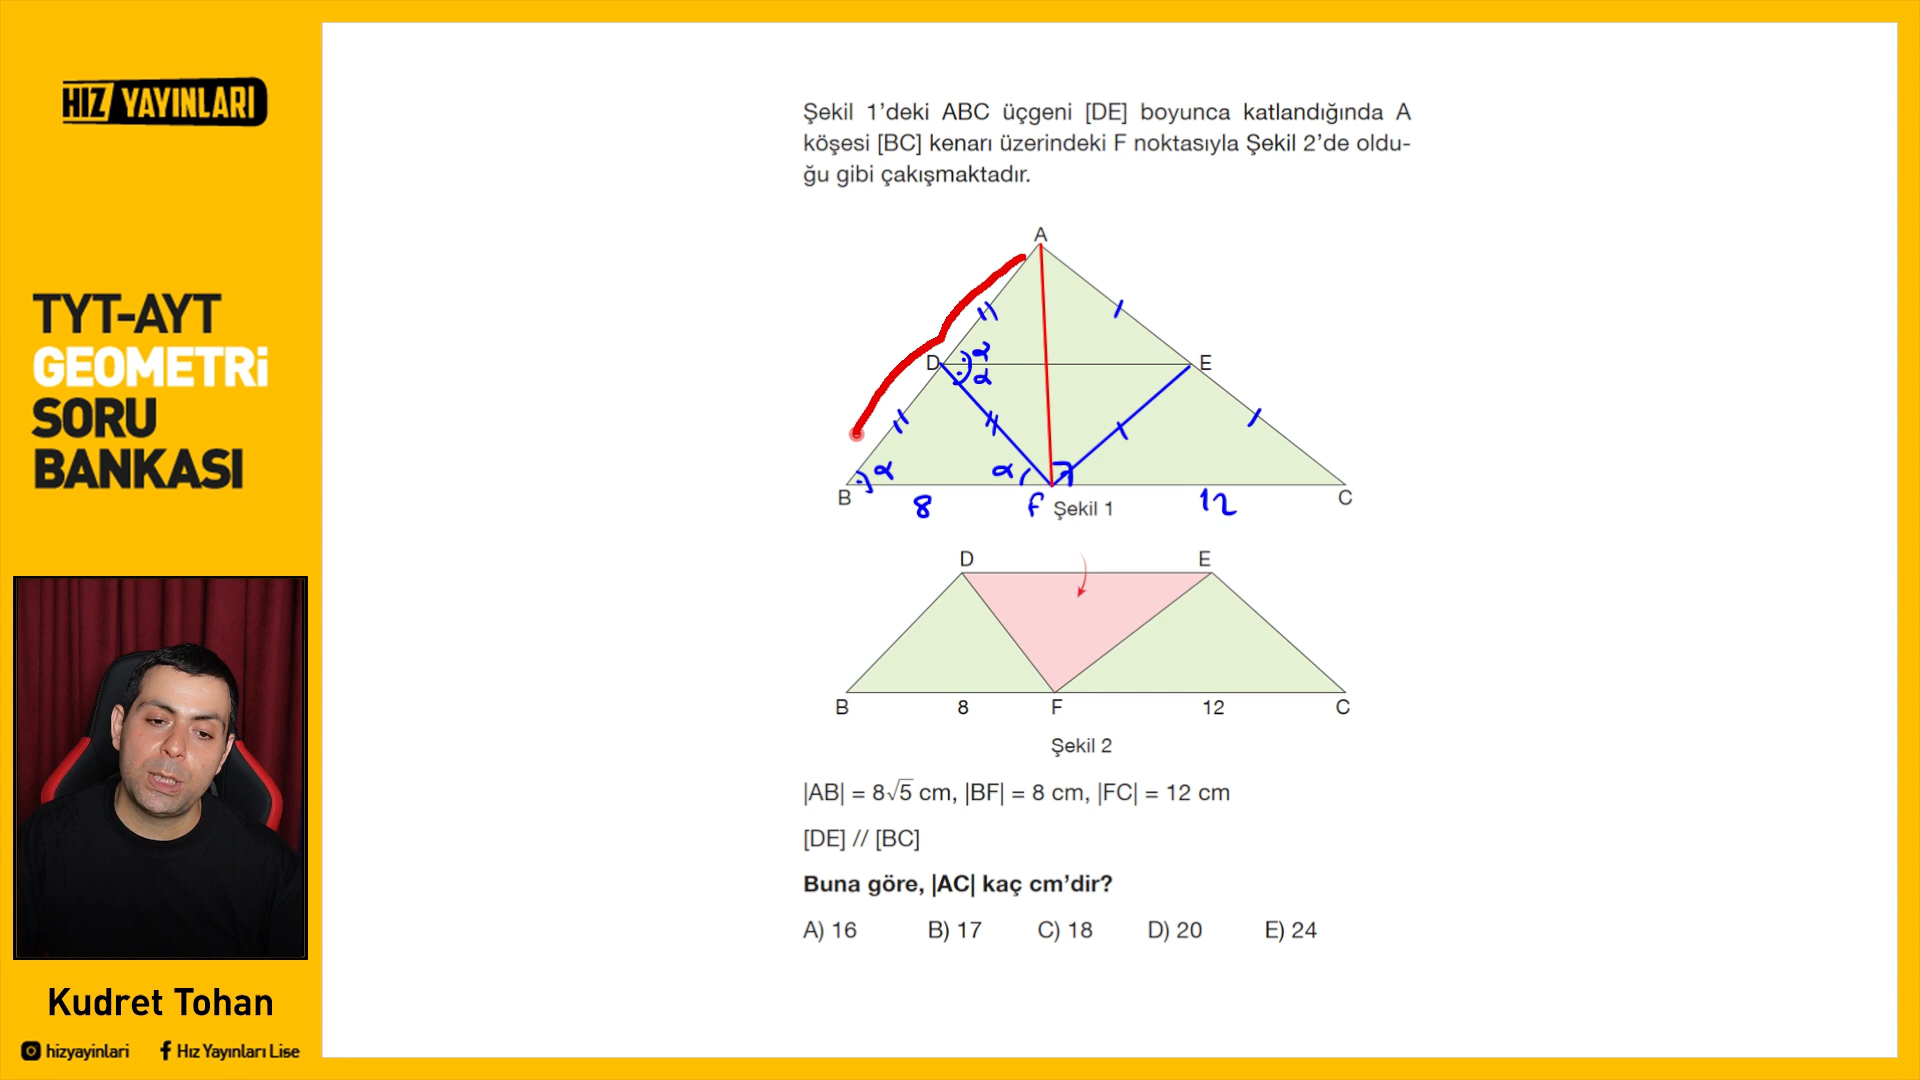 HIZ YAYINLARI
TYT-AYT
GEOMETRİ
SORU
BANKASI
Kudret Tohan
hizyayinlari
Hız Yayınları Lise
Şekil 1’deki ABC üçgeni [DE] boyunca katlandığında A
köşesi [BC] kenarı üzerindeki F noktasıyla Şekil 2’de oldu-
ğu gibi çakışmaktadır.
A
D α E
α
B α α C
8 F Şekil 1 12
D E
B 8 F 12 C
Şekil 2
|AB| = 8√5 cm, |BF| = 8 cm, |FC| = 12 cm
[DE] // [BC]
Buna göre, |AC| kaç cm’dir?
A) 16 B) 17 C) 18 D) 20 E) 24